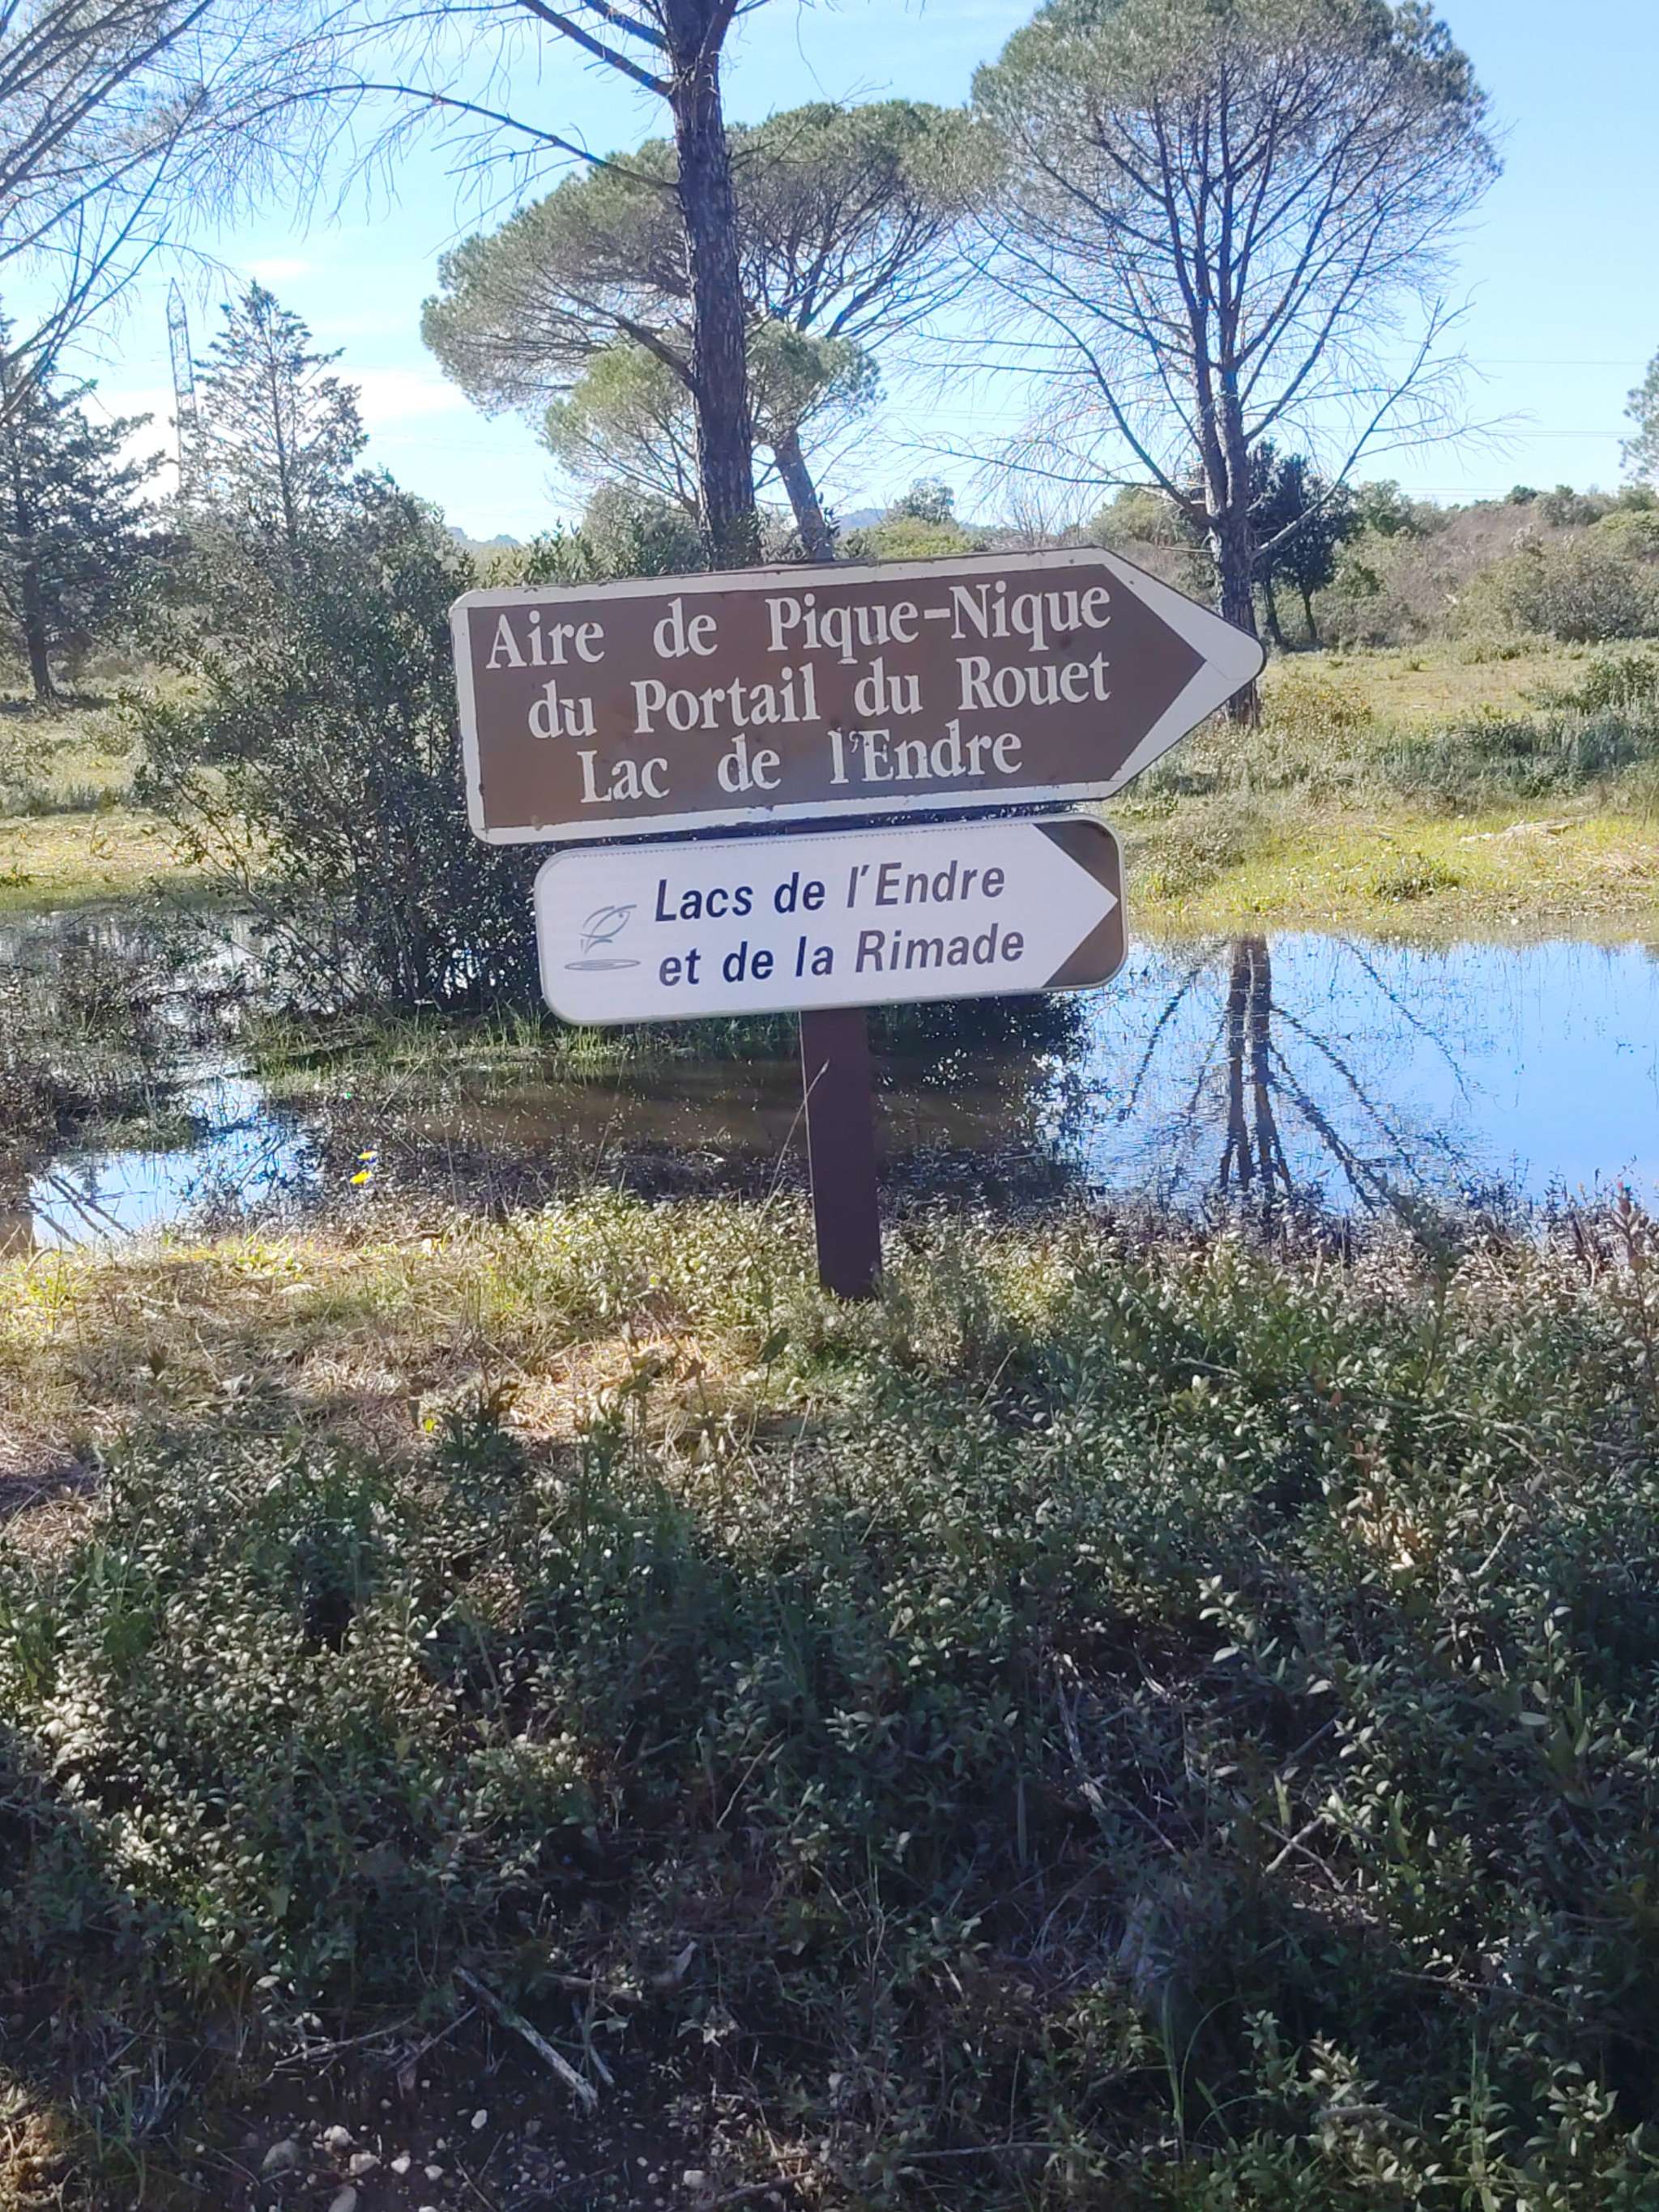 Aire de Pique-Nique
du Portail du Rouet
Lac de l'Endre
Lacs de l'Endre
et de la Rimade